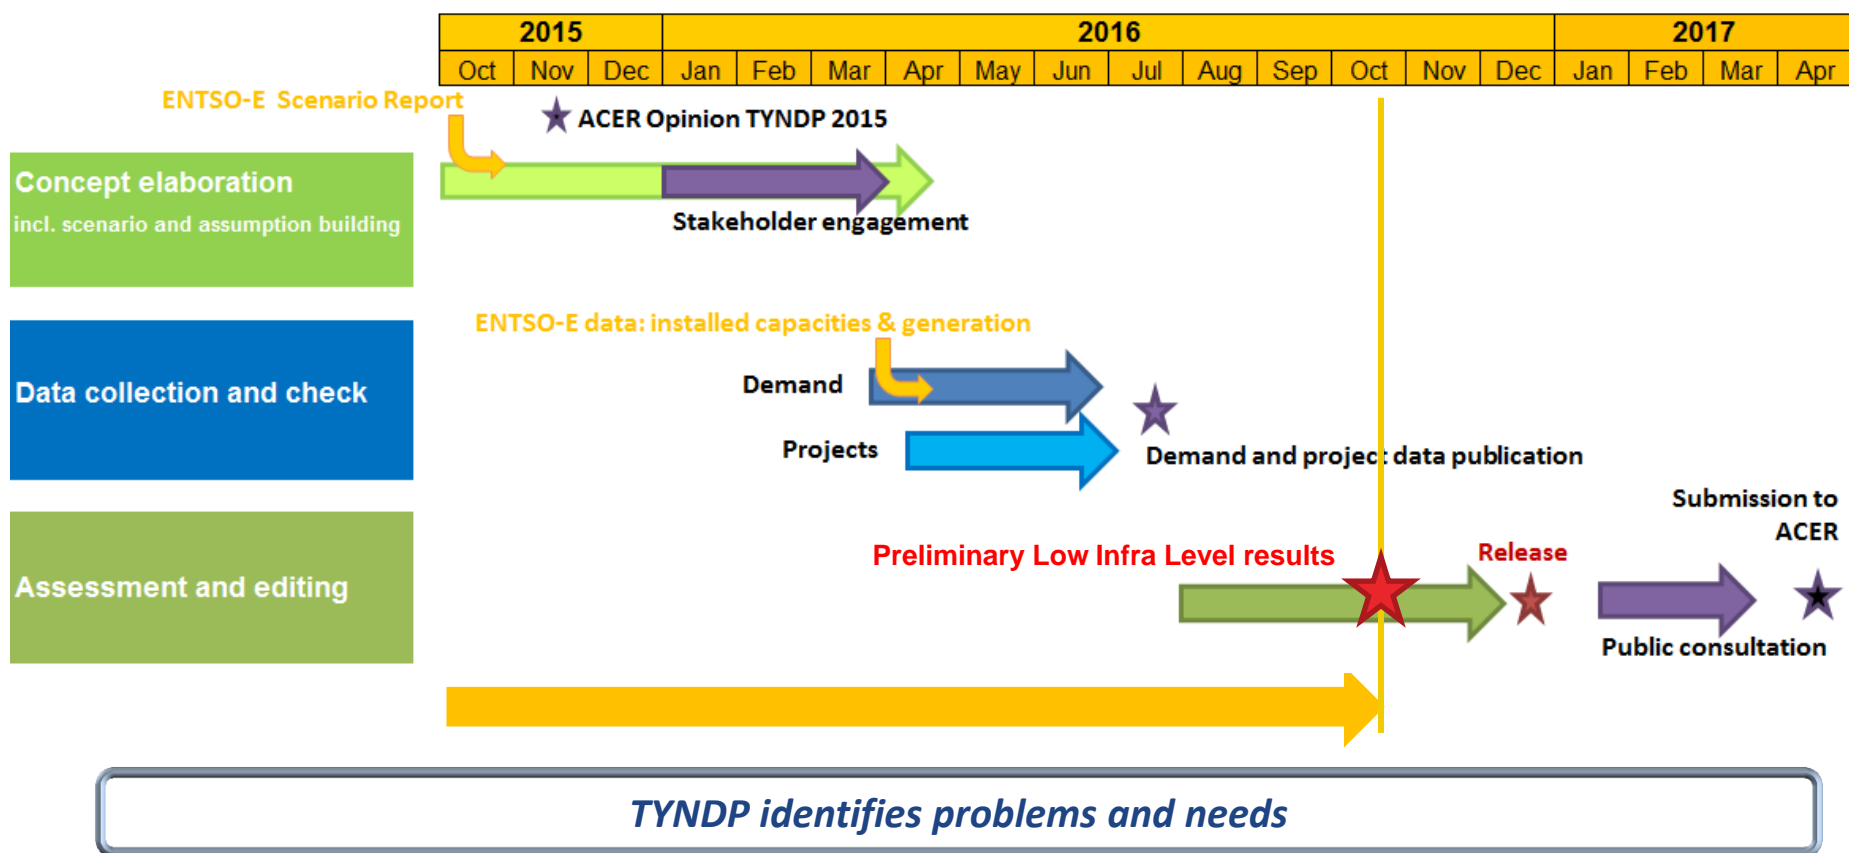 2015 2016 2017
Oct Nov Dec Jan Feb Mar Apr May Jun Jul Aug Sep Oct Nov Dec Jan Feb Mar Apr
ENTSO-E Scenario Report
ACER Opinion TYNDP 2015
Concept elaboration
incl. scenario and assumption building
Stakeholder engagement
ENTSO-E data: installed capacities & generation
Data collection and check
Demand
Projects
Demand and project data publication
Submission to
ACER
Preliminary Low Infra Level results
Release
Assessment and editing
Public consultation
TYNDP identifies problems and needs